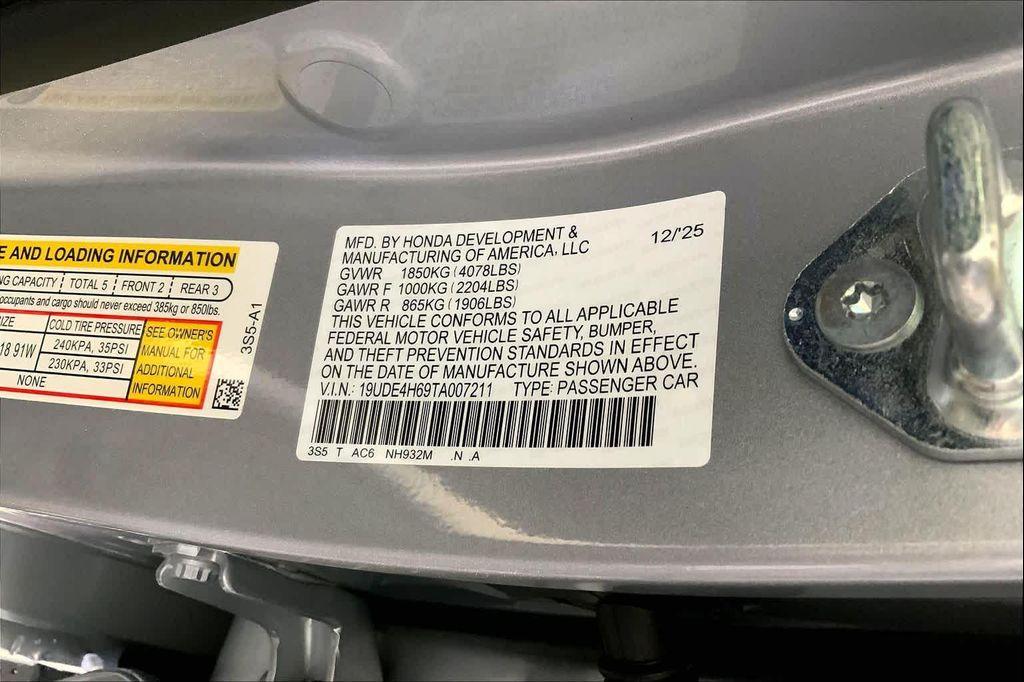 E AND LOADING INFORMATION
NG CAPACITY TOTAL 5 FRONT 2 REAR 3
occupants and cargo should never exceed 385kg or 850lbs.
IZE COLD TIRE PRESSURE SEE OWNER'S MANUAL FOR ADDITIONAL INFORMATION
18 91W 240KPA, 35PSI
230KPA, 33PSI
NONE
3S5-A1
MFD. BY HONDA DEVELOPMENT & 12/'25
MANUFACTURING OF AMERICA, LLC
GVWR 1850KG (4078LBS)
GAWR F 1000KG (2204LBS)
GAWR R 865KG (1906LBS)
THIS VEHICLE CONFORMS TO ALL APPLICABLE
FEDERAL MOTOR VEHICLE SAFETY, BUMPER,
AND THEFT PREVENTION STANDARDS IN EFFECT
ON THE DATE OF MANUFACTURE SHOWN ABOVE.
V.I.N.: 19UDE4H69TA007211 TYPE: PASSENGER CAR
3S5 T AC6 NH932M .N .A